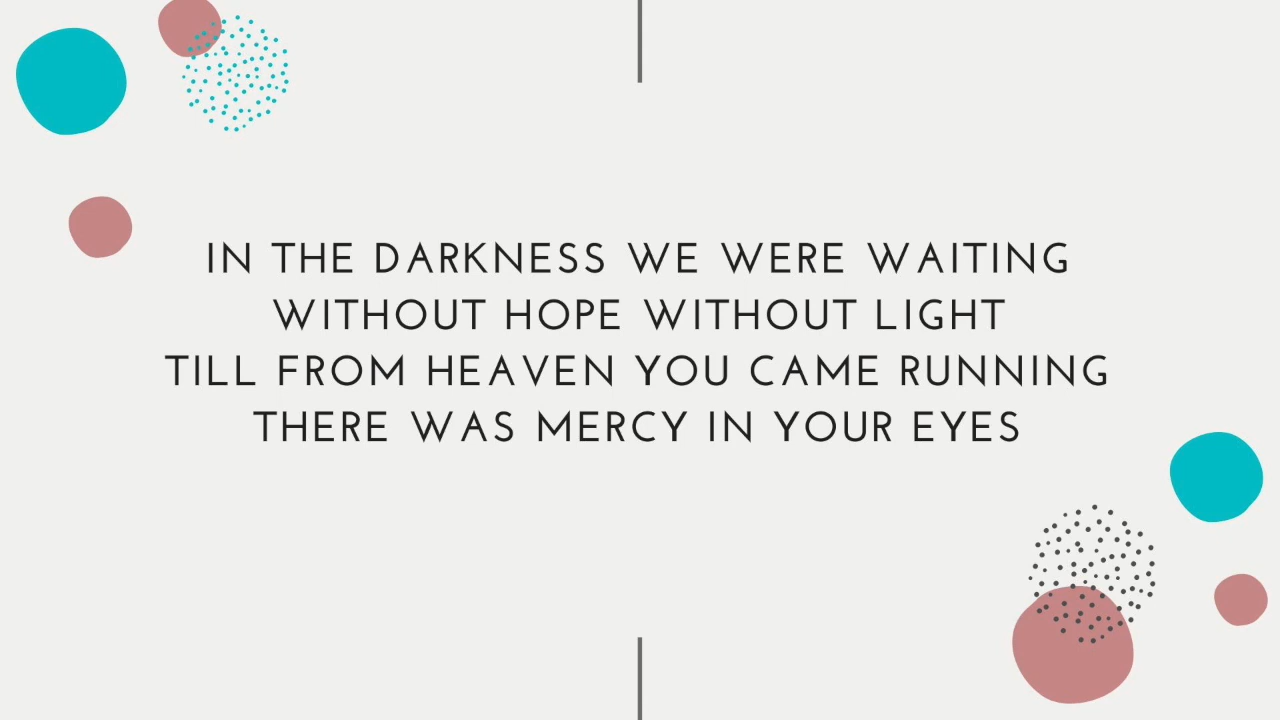 IN THE DARKNESS WE WERE WAITING
WITHOUT HOPE WITHOUT LIGHT
TILL FROM HEAVEN YOU CAME RUNNING
THERE WAS MERCY IN YOUR EYES